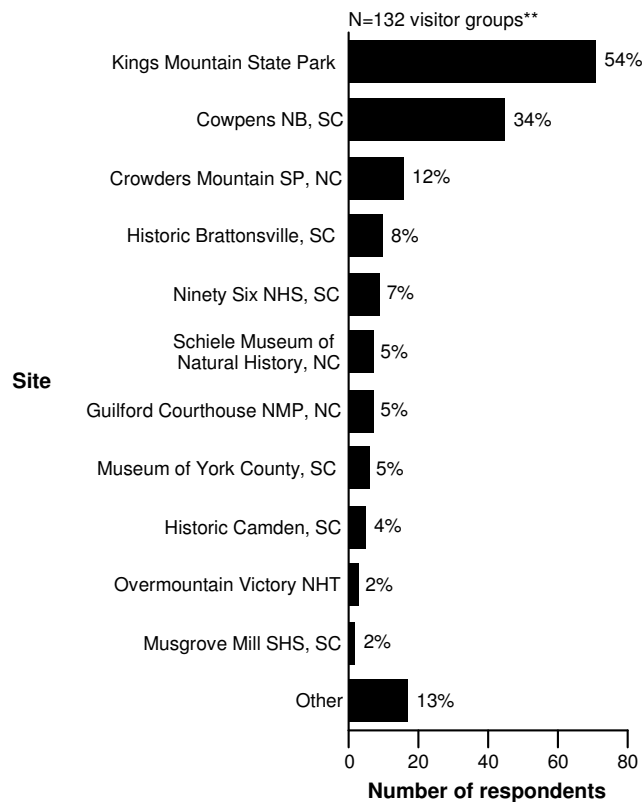 N=132 visitor groups**
Kings Mountain State Park 54%
Cowpens NB, SC 34%
Crowders Mountain SP, NC 12%
Historic Brattonsville, SC 8%
Ninety Six NHS, SC 7%
Schiele Museum of
Natural History, NC 5%
Site
Guilford Courthouse NMP, NC 5%
Museum of York County, SC 5%
Historic Camden, SC 4%
Overmountain Victory NHT 2%
Musgrove Mill SHS, SC 2%
Other 13%
0 20 40 60 80
Number of respondents